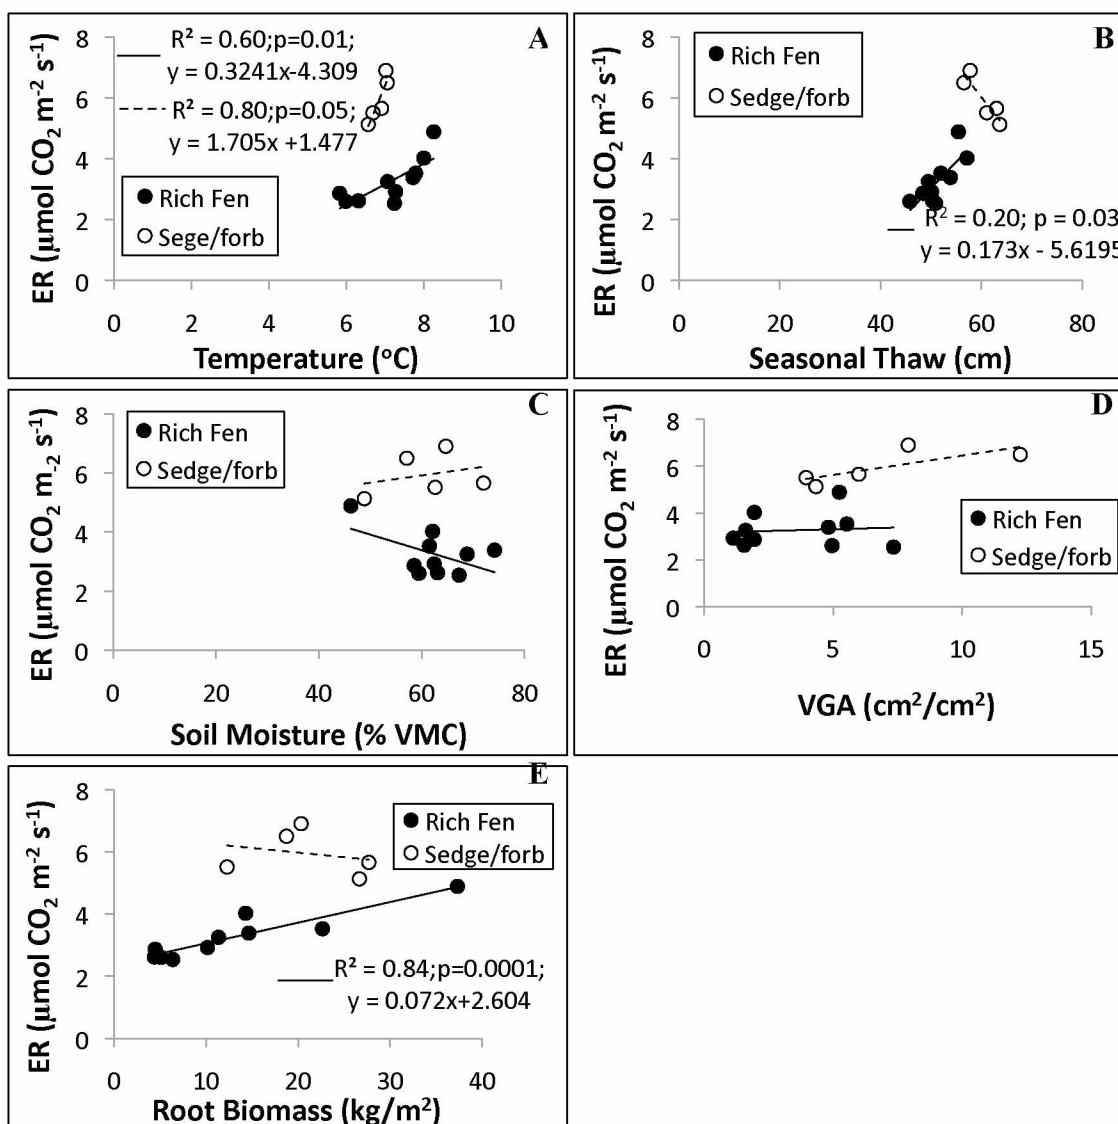 A
R² = 0.60;p=0.01;
y = 0.3241x-4.309
R² = 0.80;p=0.05;
y = 1.705x +1.477
Rich Fen
Sege/forb
ER (µmol CO₂ m⁻² s⁻¹)
8
6
4
2
0
0 2 4 6 8 10
Temperature (°C)
B
Rich Fen
Sedge/forb
R² = 0.20; p = 0.03
y = 0.173x - 5.6195
ER (µmol CO₂ m⁻² s⁻¹)
8
6
4
2
0
0 20 40 60 80
Seasonal Thaw (cm)
C
Rich Fen
Sedge/forb
ER (µmol CO₂ m₋₂ s⁻¹)
8
6
4
2
0
0 20 40 60 80
Soil Moisture (% VMC)
D
Rich Fen
Sedge/forb
ER (µmol CO₂ m⁻² s⁻¹)
8
6
4
2
0
0 5 10 15
VGA (cm²/cm²)
E
Rich Fen
Sedge/forb
R² = 0.84;p=0.0001;
y = 0.072x+2.604
ER (µmol CO₂ m⁻² s⁻¹)
8
6
4
2
0
0 10 20 30 40
Root Biomass (kg/m²)